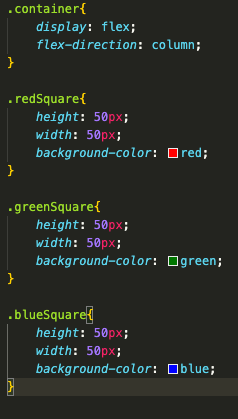 .container{
display: flex;
flex-direction: column;
}
.redSquare{
height: 50px;
width: 50px;
background-color: red;
}
.greenSquare{
height: 50px;
width: 50px;
background-color: green;
}
.blueSquare{
height: 50px;
width: 50px;
background-color: blue;
}